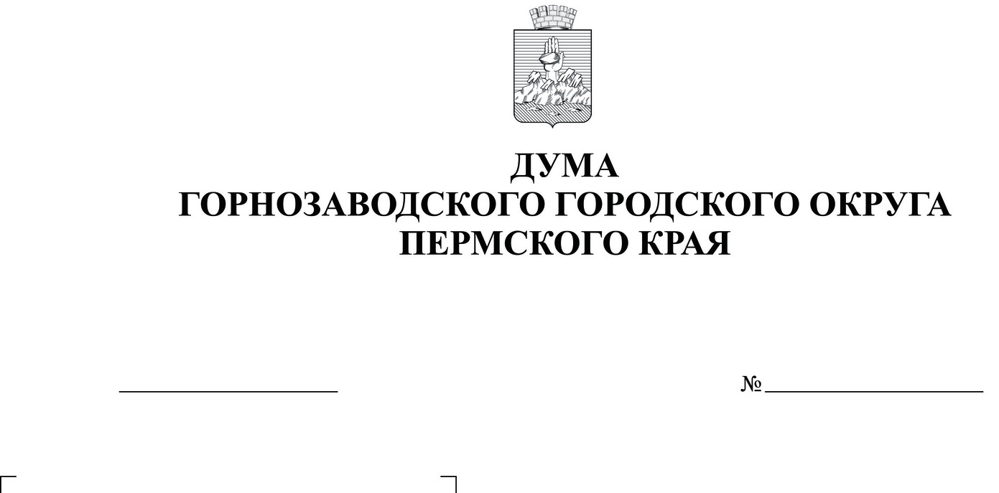 ДУМА
ГОРНОЗАВОДСКОГО ГОРОДСКОГО ОКРУГА
ПЕРМСКОГО КРАЯ
№